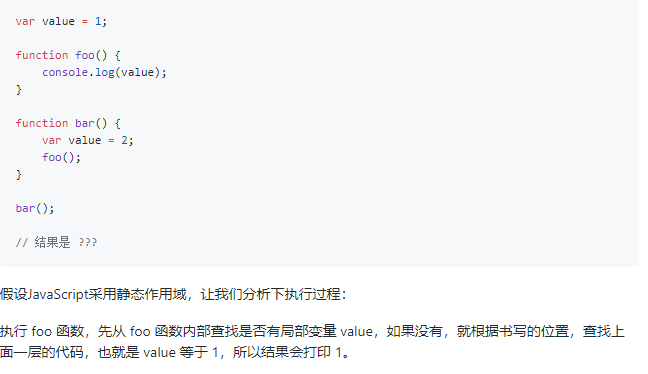 var value = 1;
function foo() {
    console.log(value);
}
function bar() {
    var value = 2;
    foo();
}
bar();
// 结果是 ???
假设JavaScript采用静态作用域，让我们分析下执行过程：
执行 foo 函数，先从 foo 函数内部查找是否有局部变量 value，如果没有，就根据书写的位置，查找上
面一层的代码，也就是 value 等于 1，所以结果会打印 1。